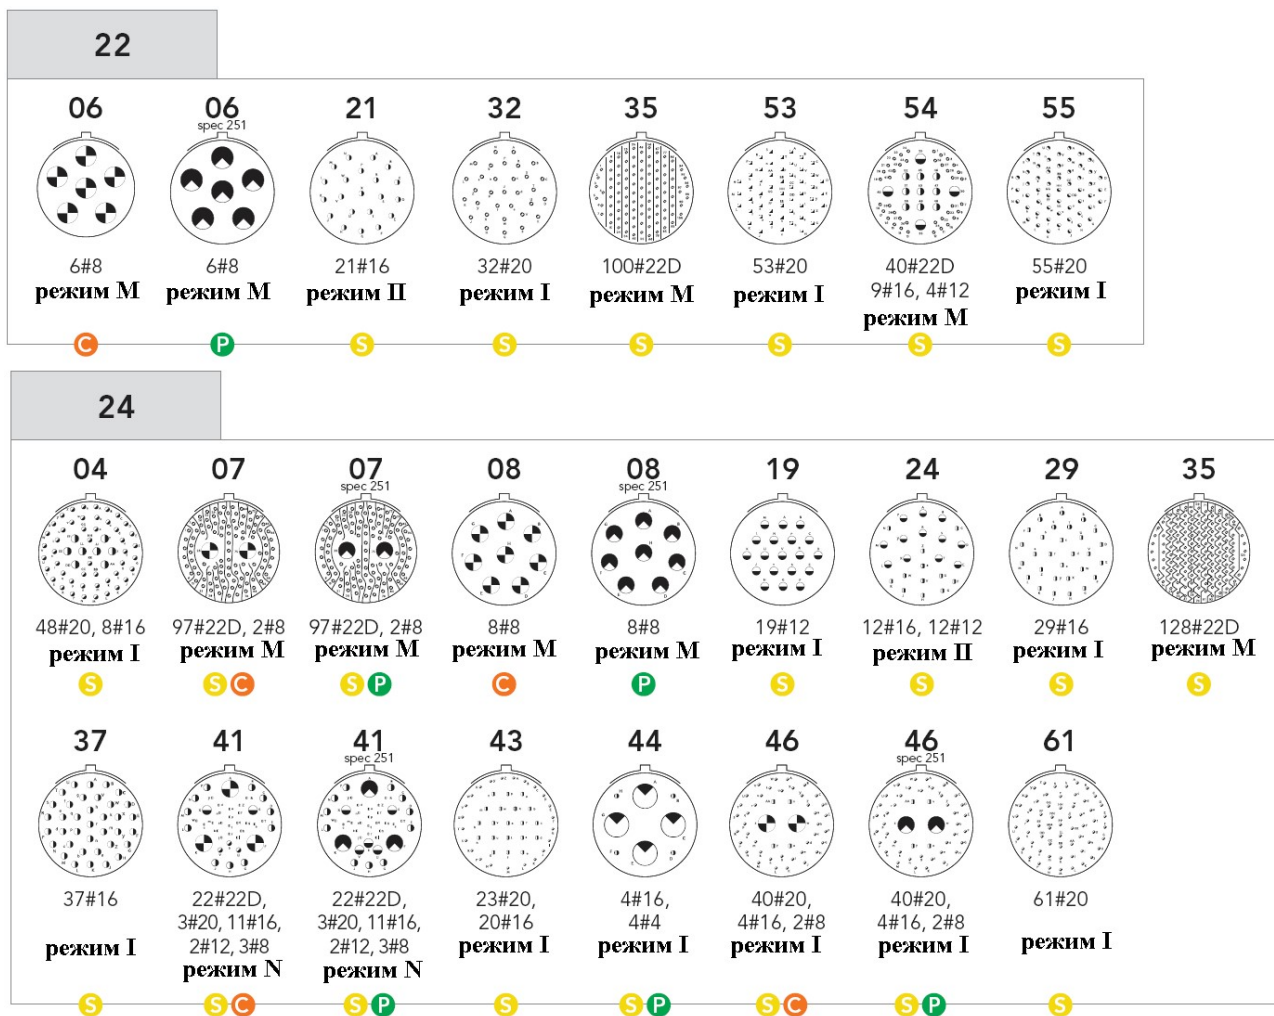 22
06 06 21 32 35 53 54 55
spec 251
6#8 6#8 21#16 32#20 100#22D 53#20 40#22D 55#20
9#16, 4#12
режим М режим М режим П режим I режим М режим I режим М режим I
C P S S S S S S
24
04 07 07 08 08 19 24 29 35
spec 251 spec 251
48#20, 8#16 97#22D, 2#8 97#22D, 2#8 8#8 8#8 19#12 12#16, 12#12 29#16 128#22D
режим I режим М режим М режим М режим М режим I режим П режим I режим М
S S C S P C P S S S S
37 41 41 43 44 46 46 61
spec 251 spec 251
37#16 22#22D, 22#22D, 23#20, 4#16, 40#20, 40#20, 61#20
3#20, 11#16, 3#20, 11#16, 20#16 4#4 4#16, 2#8 4#16, 2#8
2#12, 3#8 2#12, 3#8
режим I режим N режим N режим I режим I режим I режим I режим I
S S C S P S S P S C S P S